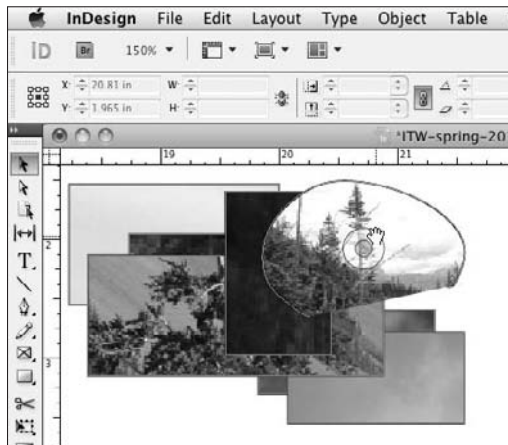 InDesign File Edit Layout Type Object Table
ID Br 150%
X: 20.81 in W:
Y: 1.965 in H:
*ITW-spring-20
19 20 21
2
T
3